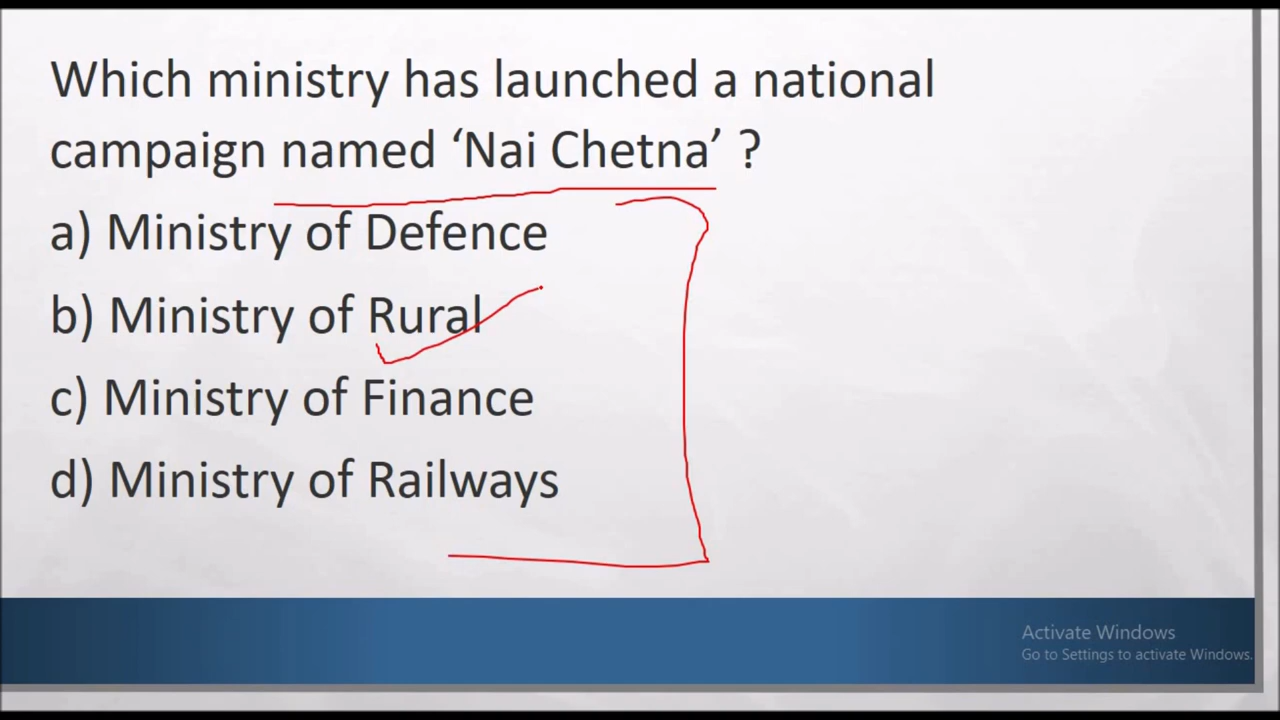 Which ministry has launched a national
campaign named ‘Nai Chetna’ ?
a) Ministry of Defence
b) Ministry of Rural
c) Ministry of Finance
d) Ministry of Railways
Activate Windows
Go to Settings to activate Windows.